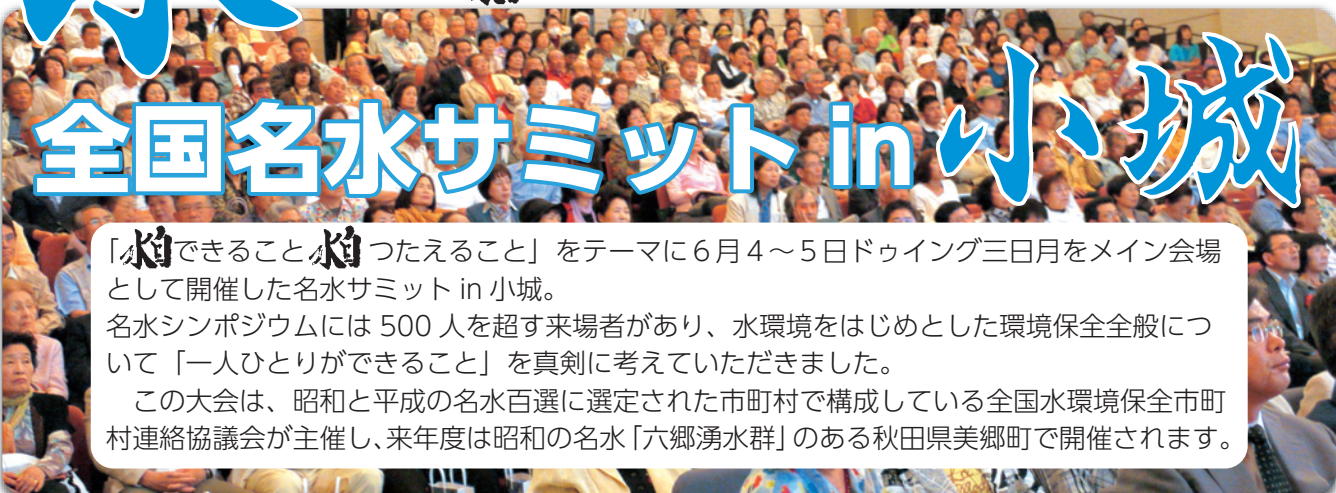 全国名水サミット in 小城
「できること つたえること」をテーマに６月４～５日ドゥイング三日月をメイン会場
として開催した名水サミット in 小城。
名水シンポジウムには 500 人を超す来場者があり、水環境をはじめとした環境保全全般につ
いて「一人ひとりができること」を真剣に考えていただきました。
　この大会は、昭和と平成の名水百選に選定された市町村で構成している全国水環境保全市町
村連絡協議会が主催し、来年度は昭和の名水「六郷湧水群」のある秋田県美郷町で開催されます。